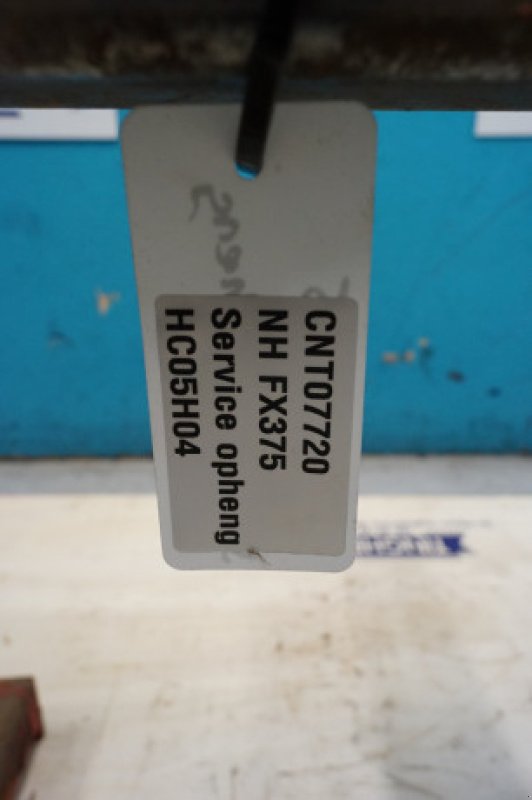 CNT07720
NH FX375
Service opheng
HC05H04